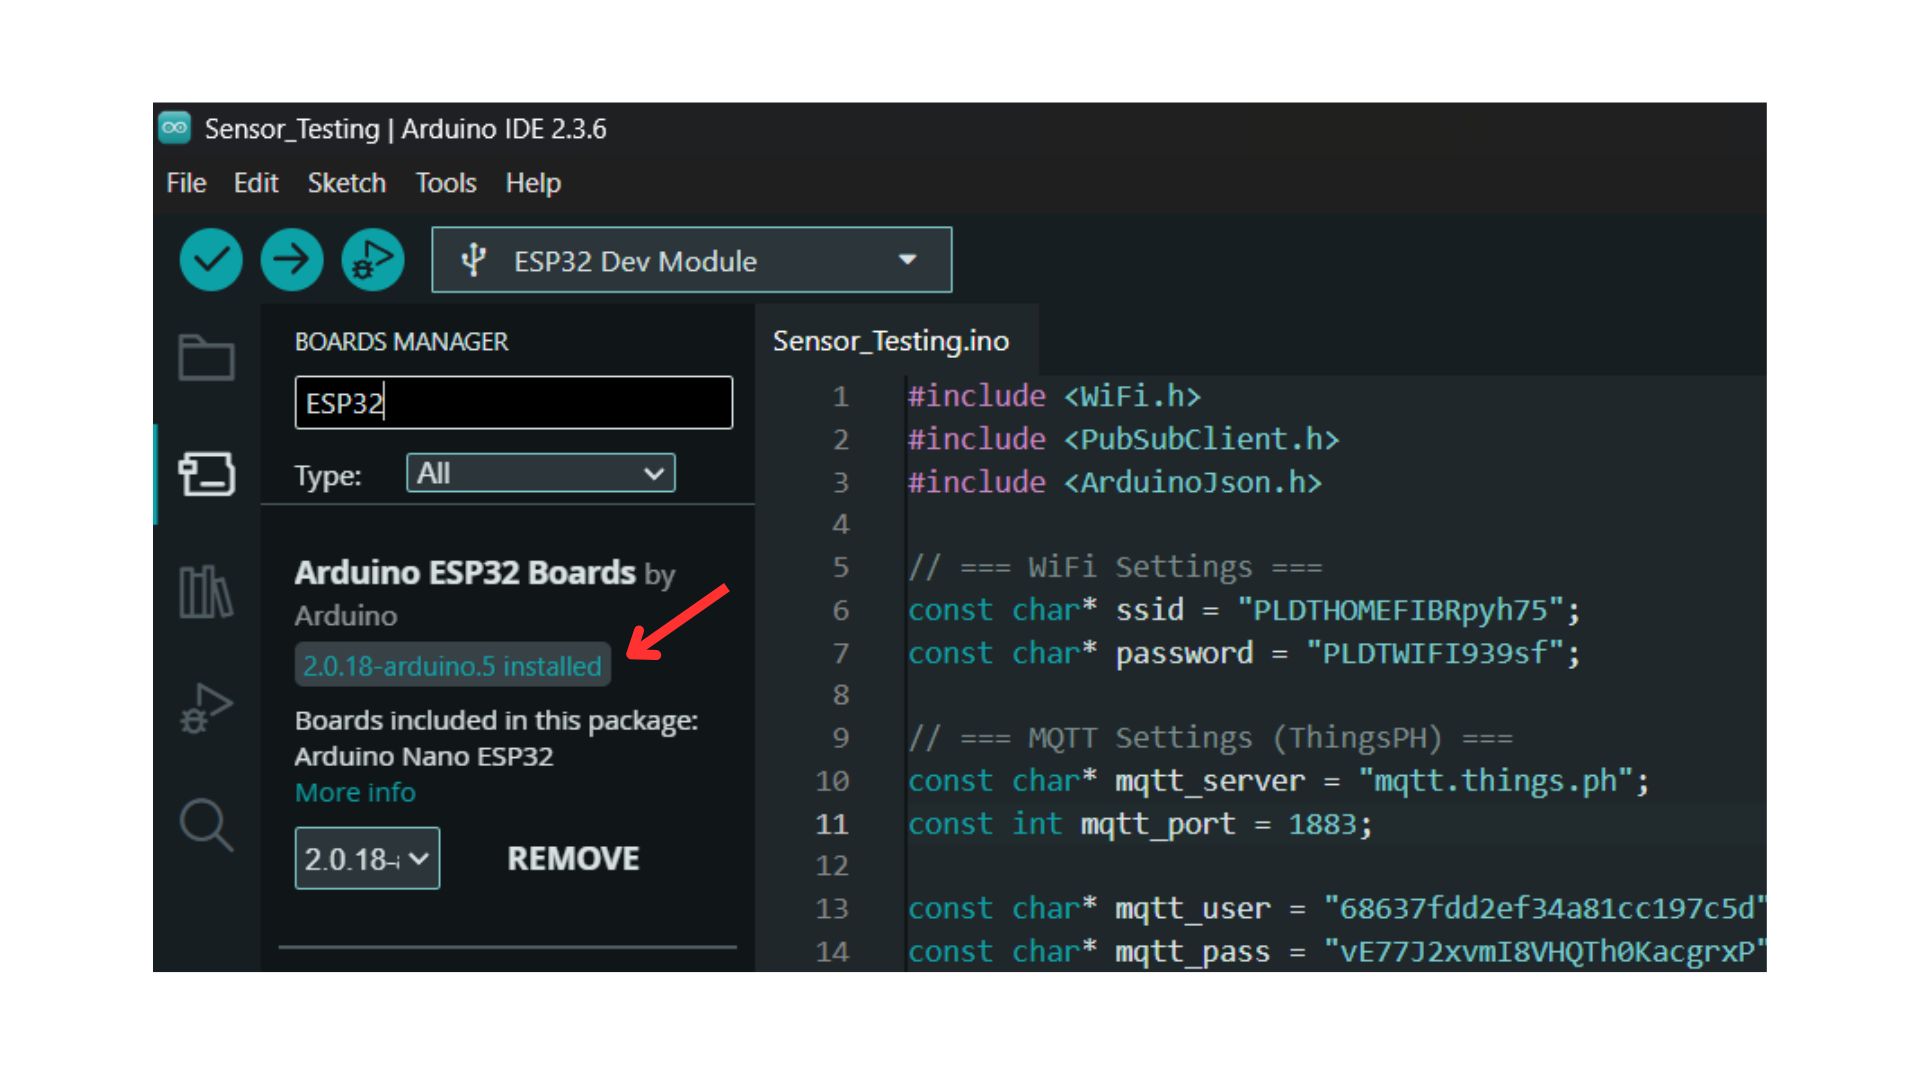 Sensor_Testing | Arduino IDE 2.3.6
File Edit Sketch Tools Help
ESP32 Dev Module
BOARDS MANAGER
ESP32
Type: All
Arduino ESP32 Boards by
Arduino
2.0.18-arduino.5 installed
Boards included in this package:
Arduino Nano ESP32
More info
2.0.18-
REMOVE
Sensor_Testing.ino
1 #include <WiFi.h>
2 #include <PubSubClient.h>
3 #include <ArduinoJson.h>
4
5 // === WiFi Settings ===
6 const char* ssid = "PLDTHOMEFIBRpyh75";
7 const char* password = "PLDTWIFI939sf";
8
9 // === MQTT Settings (ThingsPH) ===
10 const char* mqtt_server = "mqtt.things.ph";
11 const int mqtt_port = 1883;
12
13 const char* mqtt_user = "68637fdd2ef34a81cc197c5d"
14 const char* mqtt_pass = "vE77J2xvmI8VHQTh0KacgrxP"